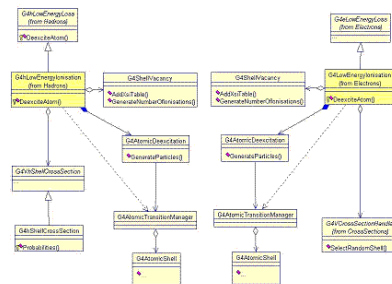 G4hLowEnergyLoss
(from Hadrons)
DeexciteAtom()
G4hLowEnergyIonisation
(from Hadrons)
DeexciteAtom()
G4ShellVacancy
AddXsiTable()
GenerateNumberOfIonisations()
G4AtomicDeexcitation
GenerateParticles()
G4VhShellCrossSection
G4AtomicTransitionManager
G4hShellCrossSection
Probabilities()
G4AtomicShell
G4eLowEnergyLoss
(from Electrons)
G4LowEnergyIonisation
(from Electrons)
DeexciteAtom()
G4ShellVacancy
AddXsiTable()
GenerateNumberOfIonisations()
G4AtomicDeexcitation
GenerateParticles()
G4AtomicTransitionManager
G4VCrossSectionHandler
(from CrossSections)
SelectRandomShell()
G4AtomicShell